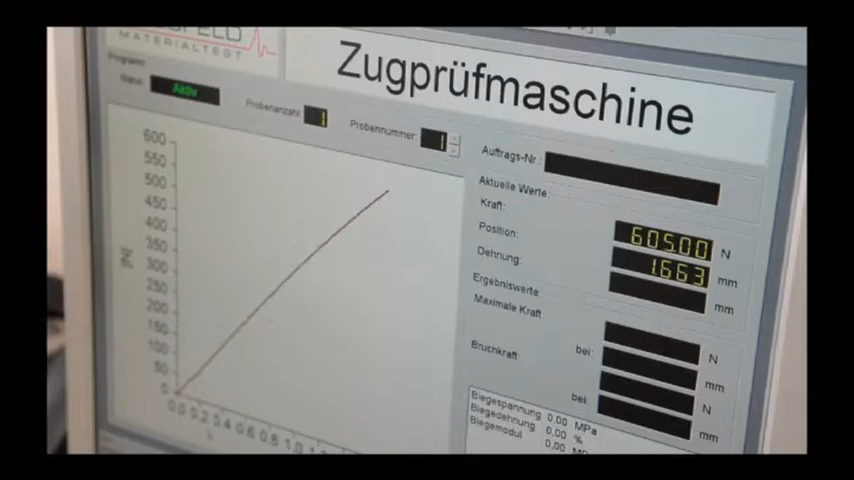 MATERIALTEST
Zugprüfmaschine
Programm
Status:
Aktiv
Probenanzahl:
1
Probennummer:
1
Auftrags-Nr.:
Aktuelle Werte:
Kraft:
605.00 N
Position:
1.663 mm
Dehnung:
mm
Ergebniswerte:
Maximale Kraft
N
bei:
mm
Bruchkraft:
N
bei:
mm
Biegespannung 0.00 MPa
Biegedehnung 0.00 %
Biegemodul 0.00
600
550
500
450
400
350
300
250
200
150
100
50
0
[N]
0.0 0.2 0.4 0.6 0.8 1.0